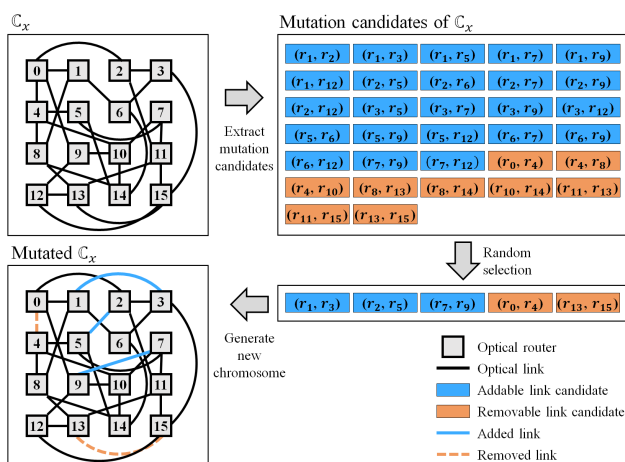 ℂₓ
0 1 2 3
4 5 6 7
8 9 10 11
12 13 14 15
Extract
mutation
candidates
Mutation candidates of ℂₓ
(r₁, r₂) (r₁, r₃) (r₁, r₅) (r₁, r₇) (r₁, r₉)
(r₁, r₁₂) (r₂, r₅) (r₂, r₆) (r₂, r₇) (r₂, r₉)
(r₂, r₁₂) (r₃, r₅) (r₃, r₇) (r₃, r₉) (r₃, r₁₂)
(r₅, r₆) (r₅, r₉) (r₅, r₁₂) (r₆, r₇) (r₆, r₉)
(r₆, r₁₂) (r₇, r₉) (r₇, r₁₂) (r₀, r₄) (r₄, r₈)
(r₄, r₁₀) (r₈, r₁₃) (r₈, r₁₄) (r₁₀, r₁₄) (r₁₁, r₁₃)
(r₁₁, r₁₅) (r₁₃, r₁₅)
Random
selection
(r₁, r₃) (r₂, r₅) (r₇, r₉) (r₀, r₄) (r₁₃, r₁₅)
Generate
new
chromosome
Mutated ℂₓ
0 1 2 3
4 5 6 7
8 9 10 11
12 13 14 15
Optical router
Optical link
Addable link candidate
Removable link candidate
Added link
Removed link